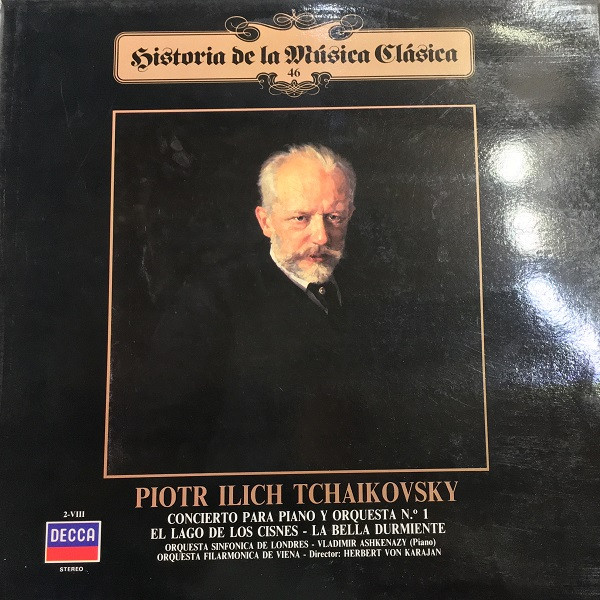 Historia de la Música Clásica
46
PIOTR ILICH TCHAIKOVSKY
CONCIERTO PARA PIANO Y ORQUESTA N.º 1
EL LAGO DE LOS CISNES - LA BELLA DURMIENTE
ORQUESTA SINFONICA DE LONDRES - VLADIMIR ASHKENAZY (Piano)
ORQUESTA FILARMONICA DE VIENA - Director: HERBERT VON KARAJAN
2-VIII
DECCA
STEREO